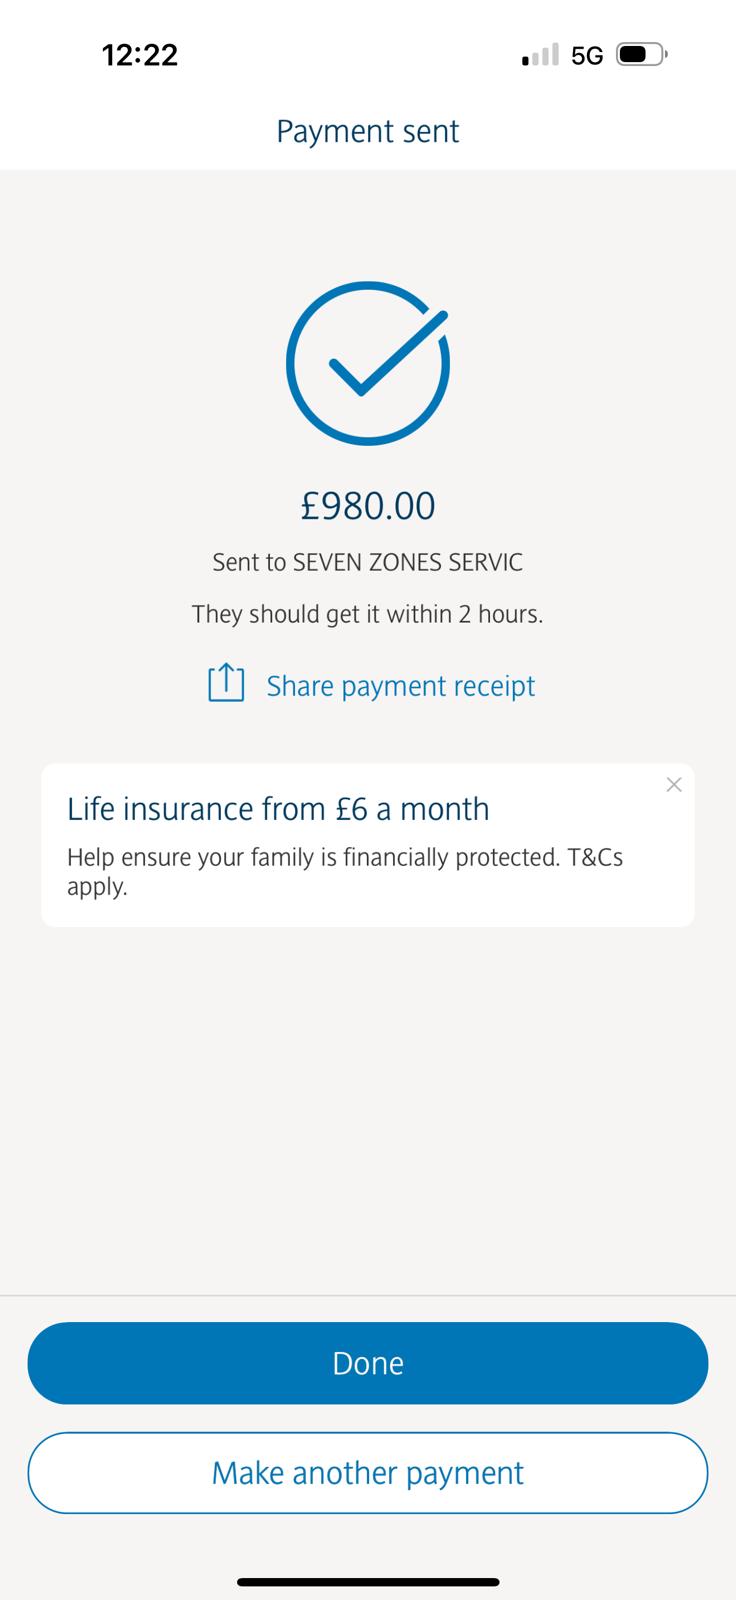 12:22
5G
Payment sent
£980.00
Sent to SEVEN ZONES SERVIC
They should get it within 2 hours.
Share payment receipt
Life insurance from £6 a month
Help ensure your family is financially protected. T&Cs
apply.
Done
Make another payment